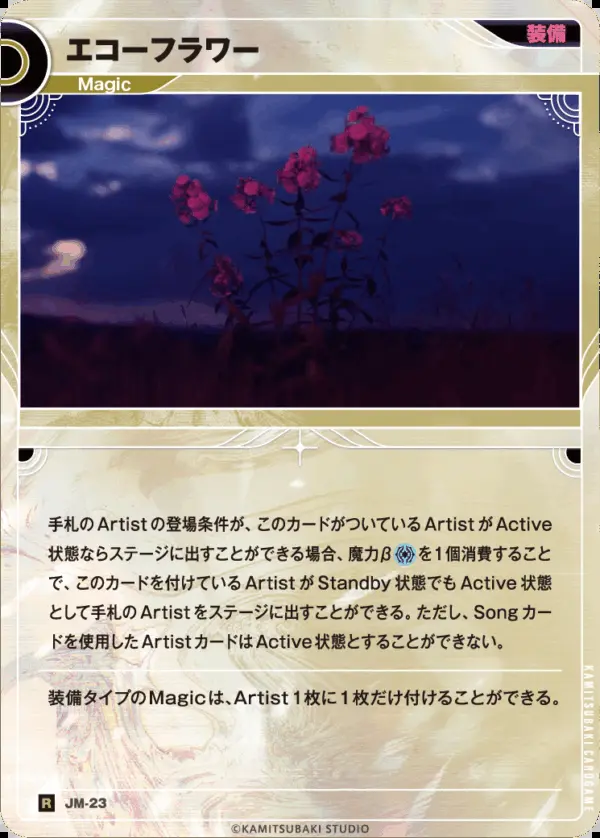 エコーフラワー
装備
Magic
手札のArtistの登場条件が、このカードがついているArtistがActive
状態ならステージに出すことができる場合、魔力βを1個消費すること
で、このカードを付けているArtistがStandby状態でもActive状態
として手札のArtistをステージに出すことができる。ただし、Songカー
ドを使用したArtistカードはActive状態とすることができない。
装備タイプのMagicは、Artist1枚に1枚だけ付けることができる。
KAMITSUBAKI CARDGAME
R JM-23
©KAMITSUBAKI STUDIO